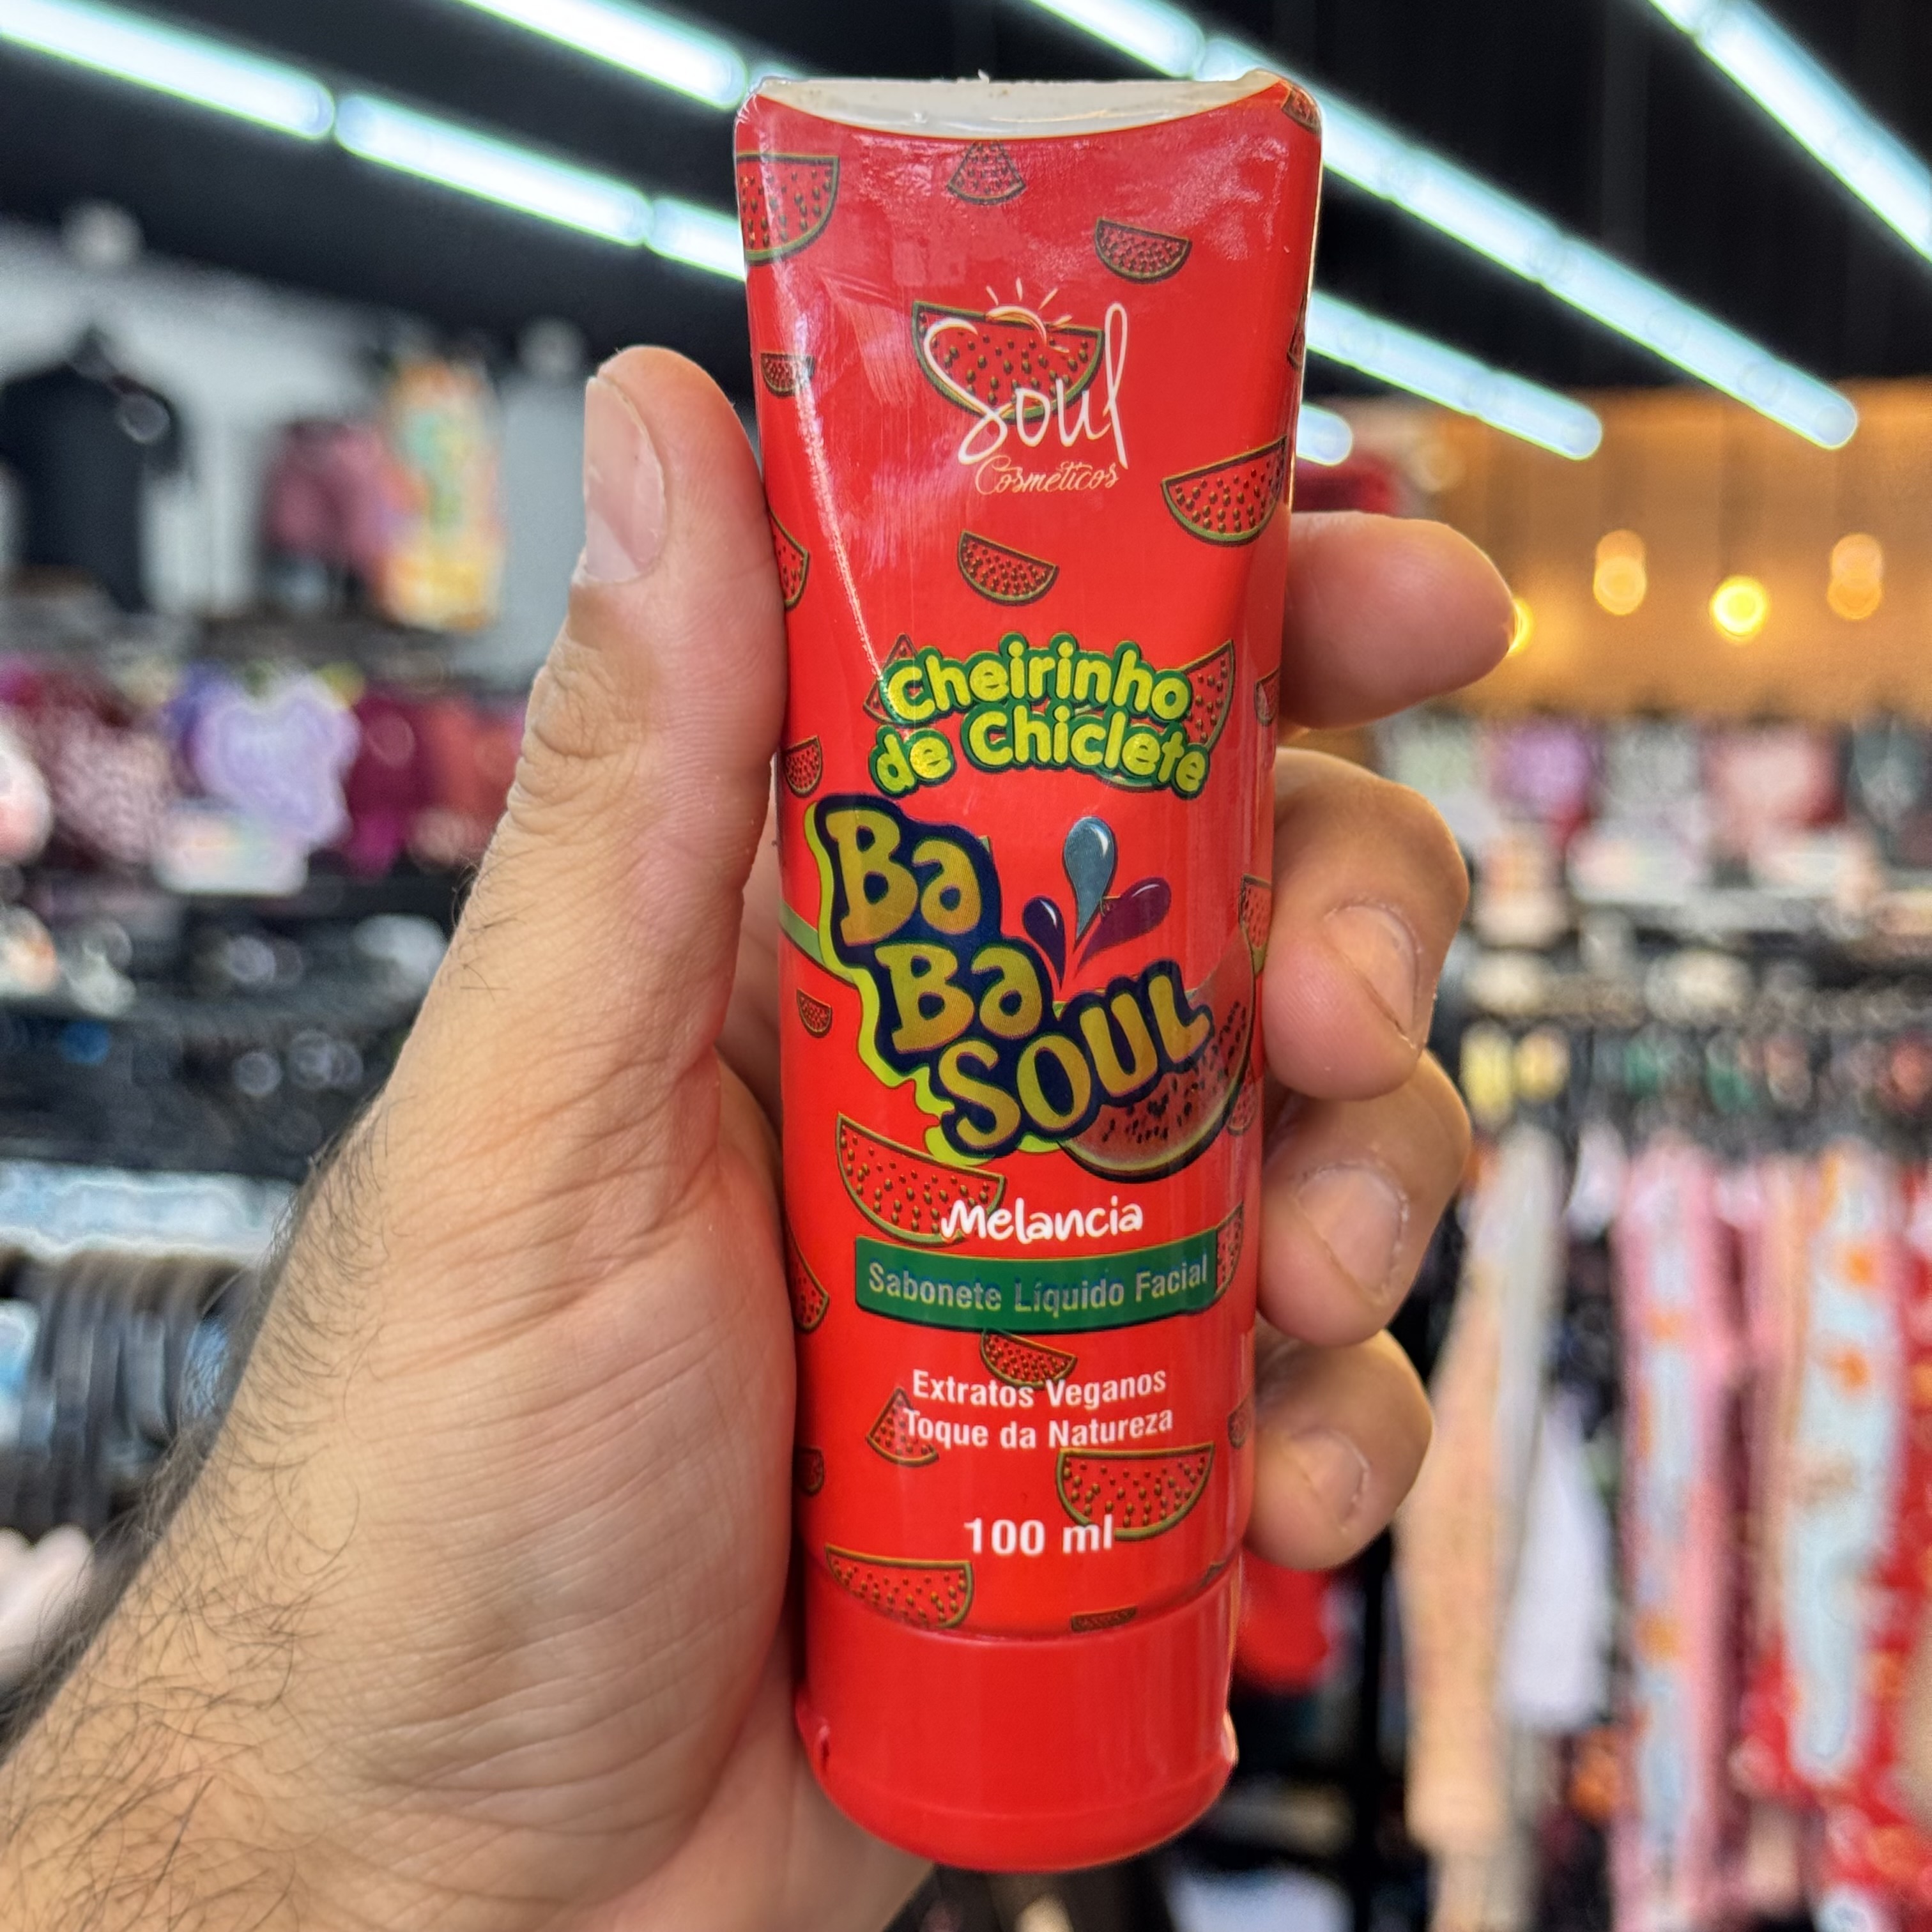 Soul
Cosméticos
Cheirinho
de Chiclete
Ba
Ba
SOUL
Melancia
Sabonete Líquido Facial
Extratos Veganos
Toque da Natureza
100 ml